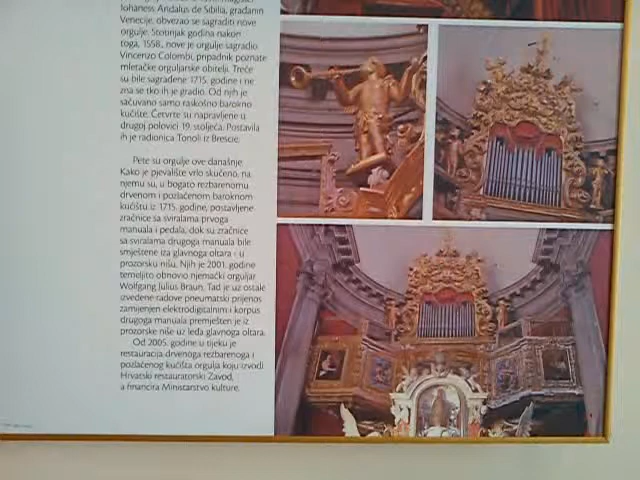 Iohannes Andalus de Sibilia, građanin
Venecije, obvezao se sagraditi nove
orgulje. Stotinjak godina nakon
toga, 1558., nove je orgulje sagradio
Vincenzo Colombi, pripadnik poznate
mletačke orguljarske obitelji. Treće
su bile sagrađene 1715. godine i ne
zna se tko ih je gradio. Od njih je
sačuvano samo raskošno barokno
kućište. Četvrte su napravljene u
drugoj polovici 19. stoljeća. Postavila
ih je radionica Tonoli iz Brescie.
Pete su orgulje ove današnje.
Kako je pjevalište vrlo skučeno, na
njemu su, u bogato rezbarenomu
drvenom i pozlaćenom baroknom
kućištu iz 1715. godine, postavljene
zračnice sa sviralama prvoga
manuala i pedala, dok su zračnice
sa sviralama drugoga manuala bile
smještene iza glavnoga oltara - u
prozorsku nišu. Njih je 2001. godine
temeljito obnovio njemački orguljar
Wolfgang Julius Braun. Tad je uz ostale
izvedene radove pneumatski prijenos
zamijenjen elektrodigitalnim i korpus
drugoga manuala premješten je iz
prozorske niše uz leđa glavnoga oltara.
Od 2005. godine u tijeku je
restauracija drvenoga rezbarenoga i
pozlaćenog kućišta orgulja koju izvodi
Hrvatski restauratorski Zavod,
a financira Ministarstvo kulture.